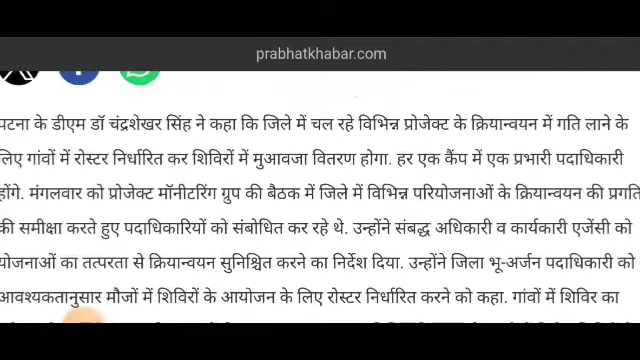 prabhatkhabar.com
पटना के डीएम डॉ चंद्रशेखर सिंह ने कहा कि जिले में चल रहे विभिन्न प्रोजेक्ट के क्रियान्वयन में गति लाने के
लिए गांवों में रोस्टर निर्धारित कर शिविरों में मुआवजा वितरण होगा. हर एक कैंप में एक प्रभारी पदाधिकारी
होंगे. मंगलवार को प्रोजेक्ट मॉनीटरिंग ग्रुप की बैठक में जिले में विभिन्न परियोजनाओं के क्रियान्वयन की प्रगति
की समीक्षा करते हुए पदाधिकारियों को संबोधित कर रहे थे. उन्होंने संबद्ध अधिकारी व कार्यकारी एजेंसी को
योजनाओं का तत्परता से क्रियान्वयन सुनिश्चित करने का निर्देश दिया. उन्होंने जिला भू-अर्जन पदाधिकारी को
आवश्यकतानुसार मौजों में शिविरों के आयोजन के लिए रोस्टर निर्धारित करने को कहा. गांवों में शिविर का